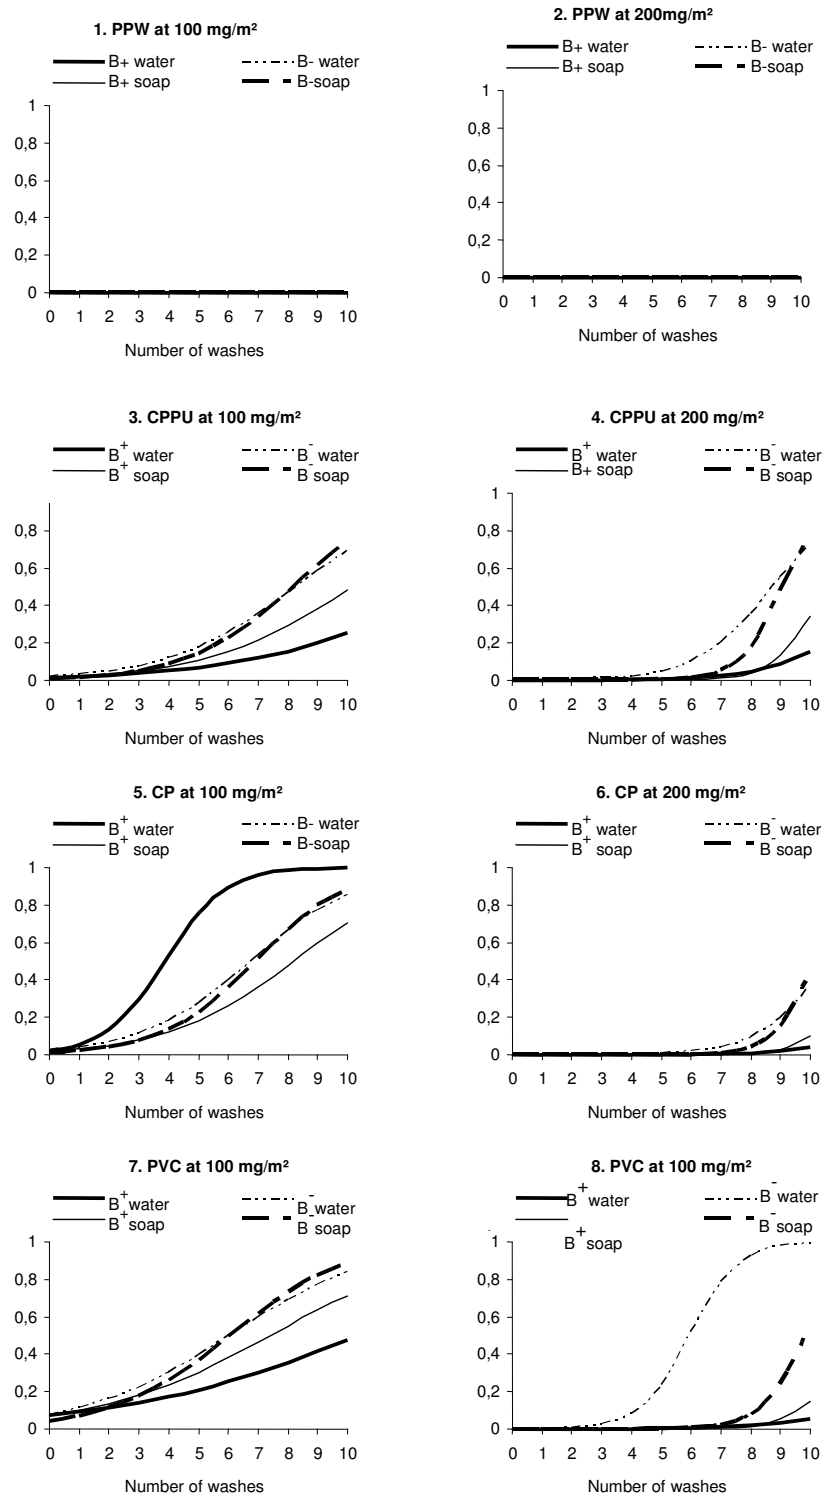 1. PPW at 100 mg/m²
B+ water B- water
B+ soap B-soap
1
0,8
0,6
0,4
0,2
0
0 1 2 3 4 5 6 7 8 9 10
Number of washes
2. PPW at 200mg/m²
B+ water B- water
B+ soap B-soap
1
0,8
0,6
0,4
0,2
0
0 1 2 3 4 5 6 7 8 9 10
Number of washes
3. CPPU at 100 mg/m²
B+ water B- water
B+ soap B- soap
0,8
0,6
0,4
0,2
0
0 1 2 3 4 5 6 7 8 9 10
Number of washes
4. CPPU at 200 mg/m²
B+ water B- water
B+ soap B- soap
1
0,8
0,6
0,4
0,2
0
0 1 2 3 4 5 6 7 8 9 10
Number of washes
5. CP at 100 mg/m²
B+ water B- water
B+ soap B-soap
1
0,8
0,6
0,4
0,2
0
0 1 2 3 4 5 6 7 8 9 10
Number of washes
6. CP at 200 mg/m²
B+ water B- water
B+ soap B- soap
1
0,8
0,6
0,4
0,2
0
0 1 2 3 4 5 6 7 8 9 10
Number of washes
7. PVC at 100 mg/m²
B+ water B- water
B+ soap B- soap
1
0,8
0,6
0,4
0,2
0
0 1 2 3 4 5 6 7 8 9 10
Number of washes
8. PVC at 100 mg/m²
B+ water B- water
B+ soap B- soap
1
0,8
0,6
0,4
0,2
0
0 1 2 3 4 5 6 7 8 9 10
Number of washes